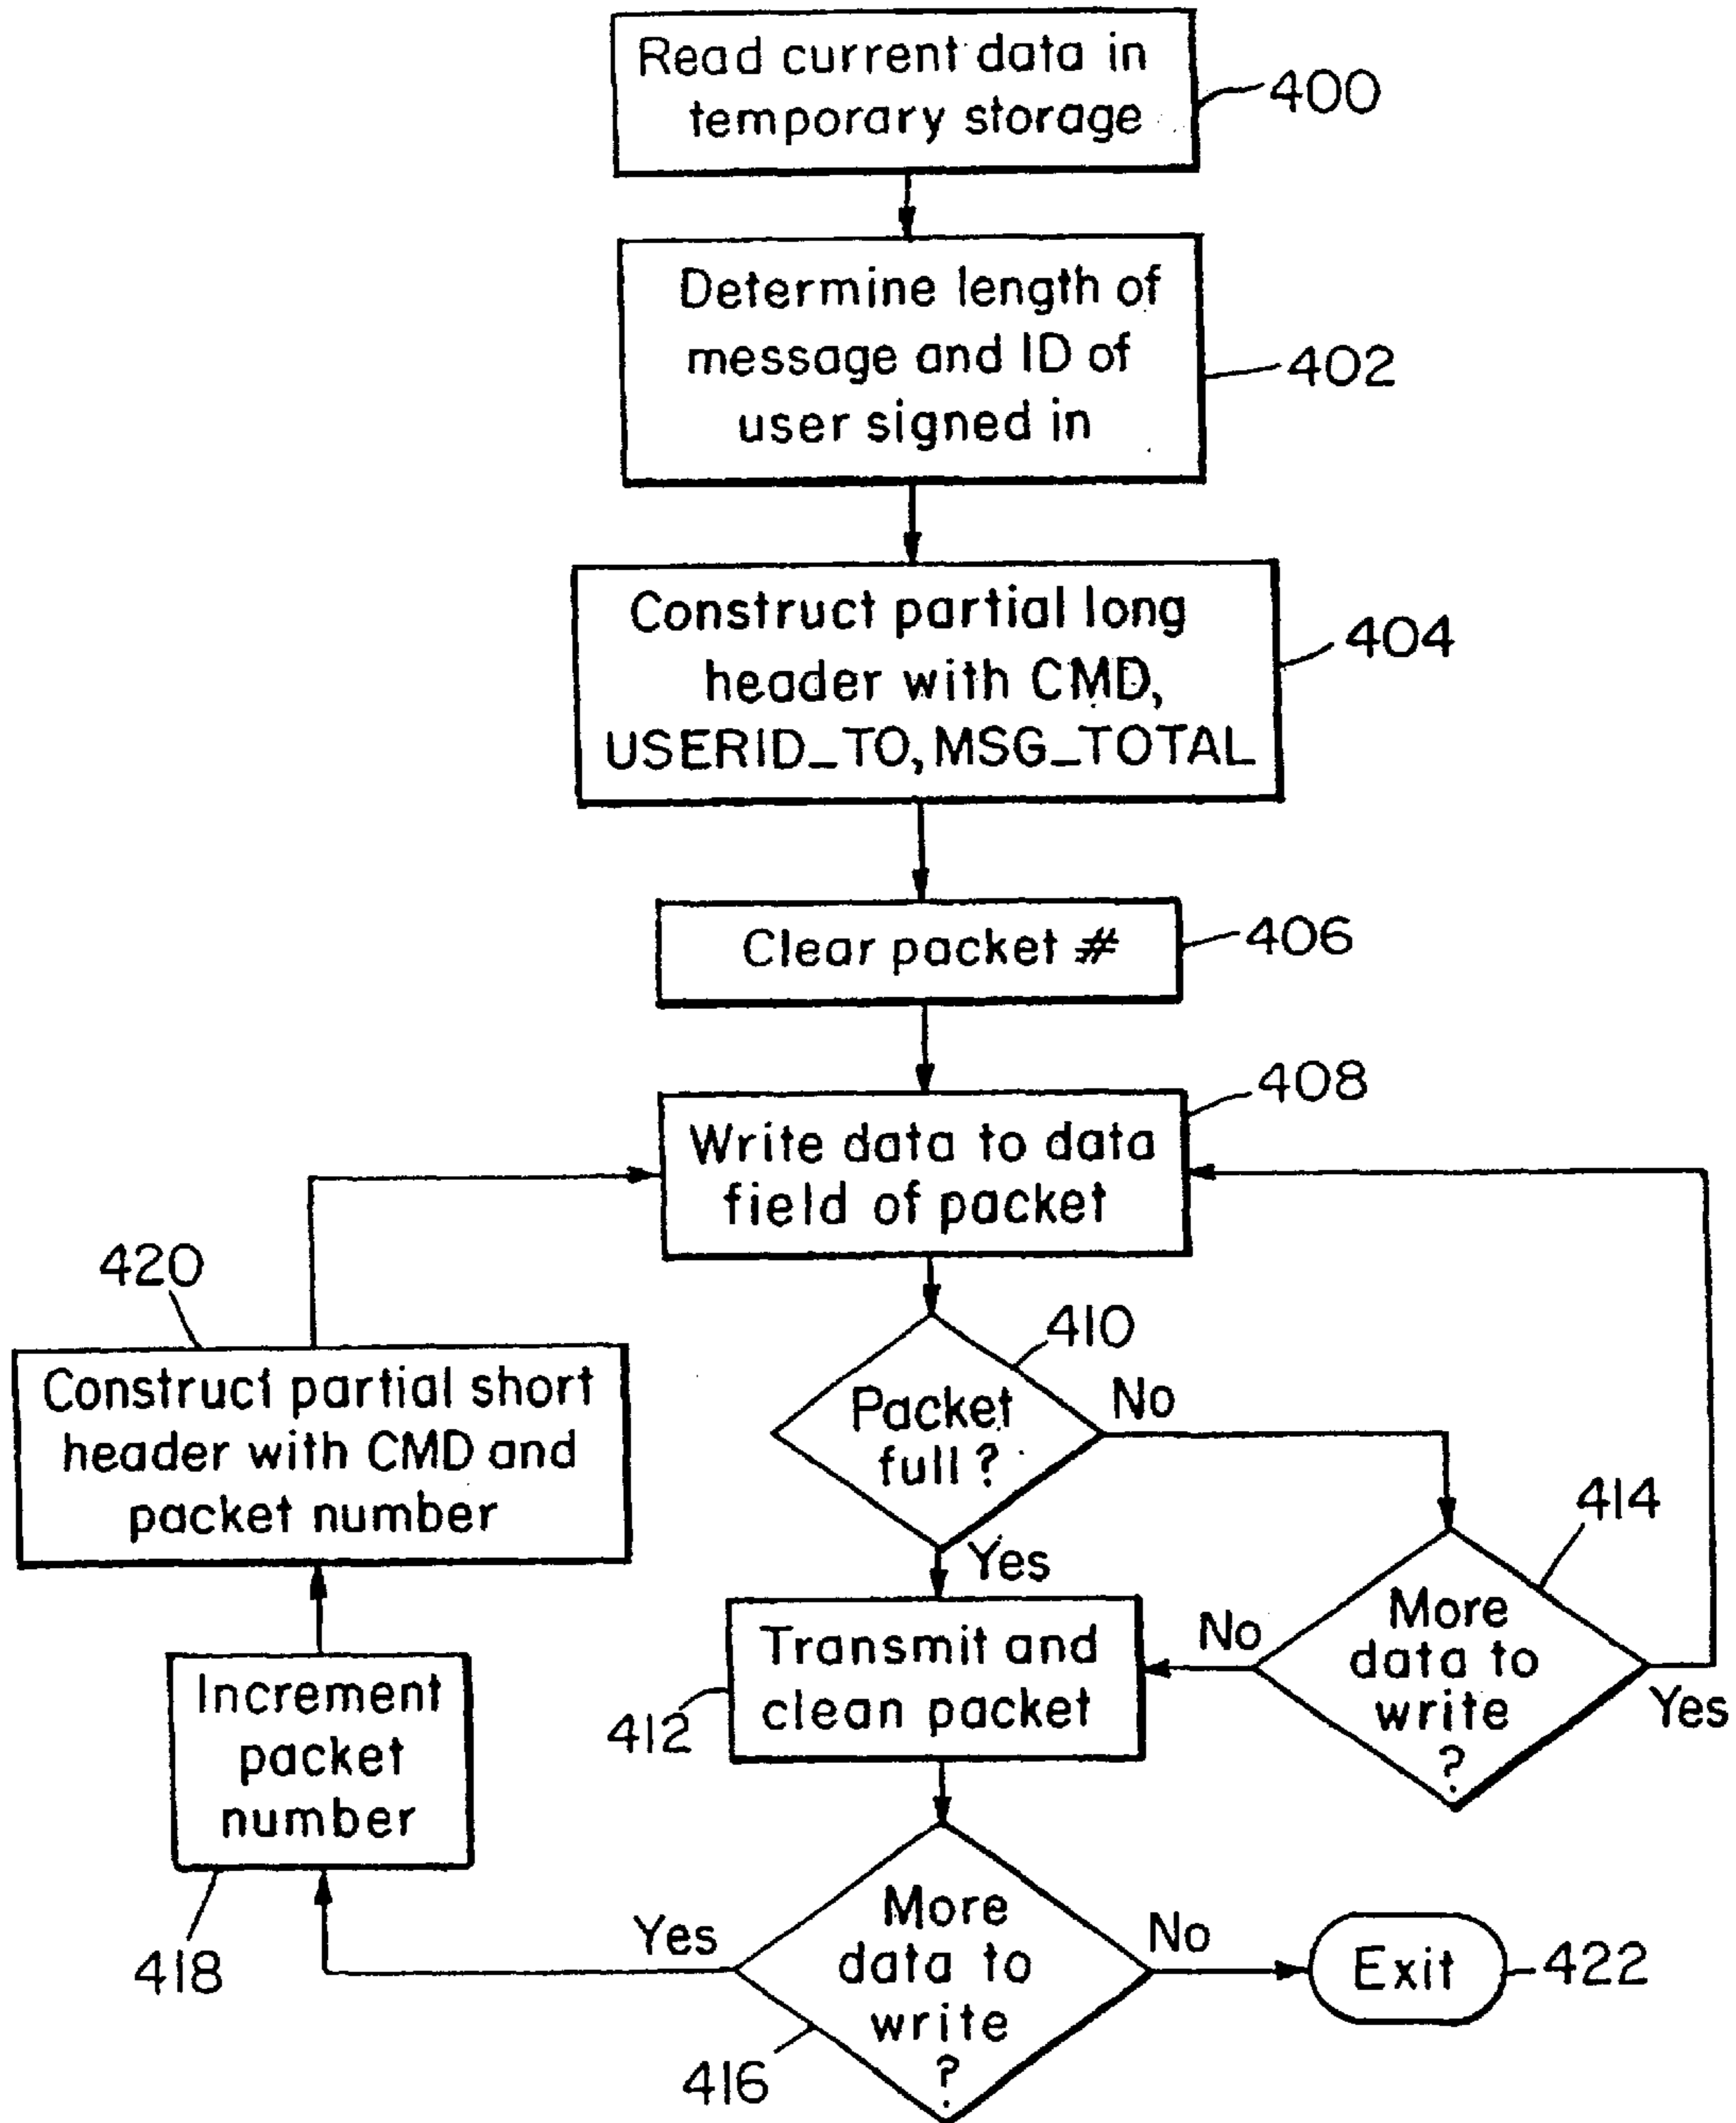 Read current data in
temporary storage
400
Determine length of
message and ID of
user signed in
402
Construct partial long
header with CMD,
USERID_TO, MSG_TOTAL
404
Clear packet #
406
408
Write data to data
field of packet
420
410
Construct partial short
header with CMD and
packet number
Packet
full?
No
Yes
414
More
data to
write
?
No
Yes
Transmit and
clean packet
412
Increment
packet
number
418
More
data to
write
?
Yes
No
416
Exit
422